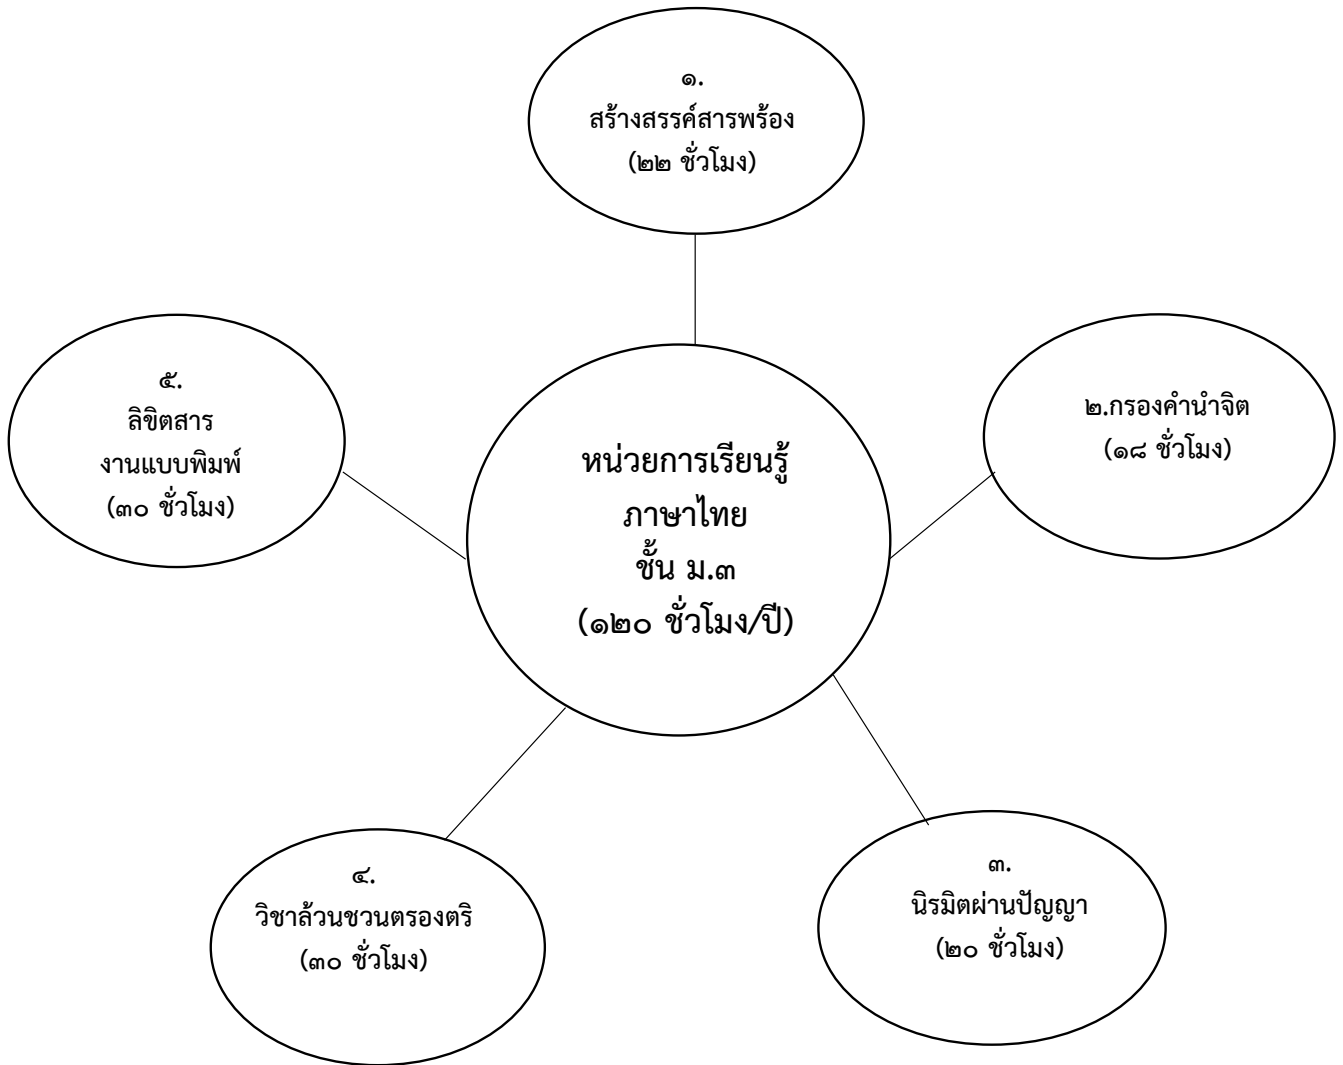 ๑.
สร้างสรรค์สารพร้อง
(๒๒ ชั่วโมง)
๒.กรองคำนำจิต
(๑๘ ชั่วโมง)
๓.
นิรมิตผ่านปัญญา
(๒๐ ชั่วโมง)
๔.
วิชาล้วนชวนตรองตริ
(๓๐ ชั่วโมง)
๕.
ลิขิตสาร
งานแบบพิมพ์
(๓๐ ชั่วโมง)
หน่วยการเรียนรู้
ภาษาไทย
ชั้น ม.๓
(๑๒๐ ชั่วโมง/ปี)